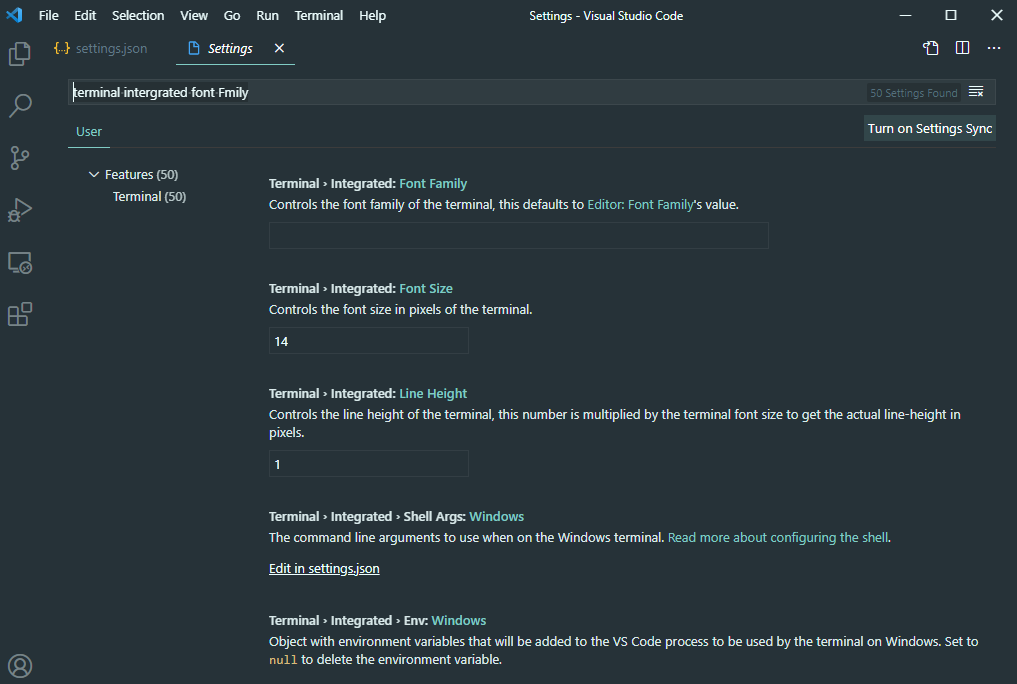 File Edit Selection View Go Run Terminal Help Settings - Visual Studio Code
{..} settings.json Settings
terminal intergrated font Fmily 50 Settings Found
User Turn on Settings Sync
Features (50)
Terminal (50)
Terminal › Integrated: Font Family
Controls the font family of the terminal, this defaults to Editor: Font Family's value.
Terminal › Integrated: Font Size
Controls the font size in pixels of the terminal.
14
Terminal › Integrated: Line Height
Controls the line height of the terminal, this number is multiplied by the terminal font size to get the actual line-height in
pixels.
1
Terminal › Integrated › Shell Args: Windows
The command line arguments to use when on the Windows terminal. Read more about configuring the shell.
Edit in settings.json
Terminal › Integrated › Env: Windows
Object with environment variables that will be added to the VS Code process to be used by the terminal on Windows. Set to
null to delete the environment variable.